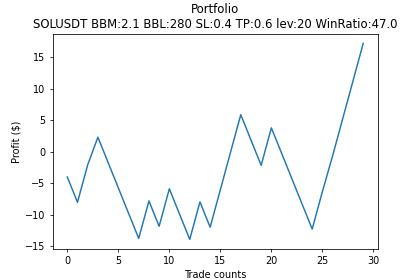 Portfolio
SOLUSDT BBM:2.1 BBL:280 SL:0.4 TP:0.6 lev:20 WinRatio:47.0
Profit ($)
15
10
5
0
−5
−10
−15
0 5 10 15 20 25 30
Trade counts